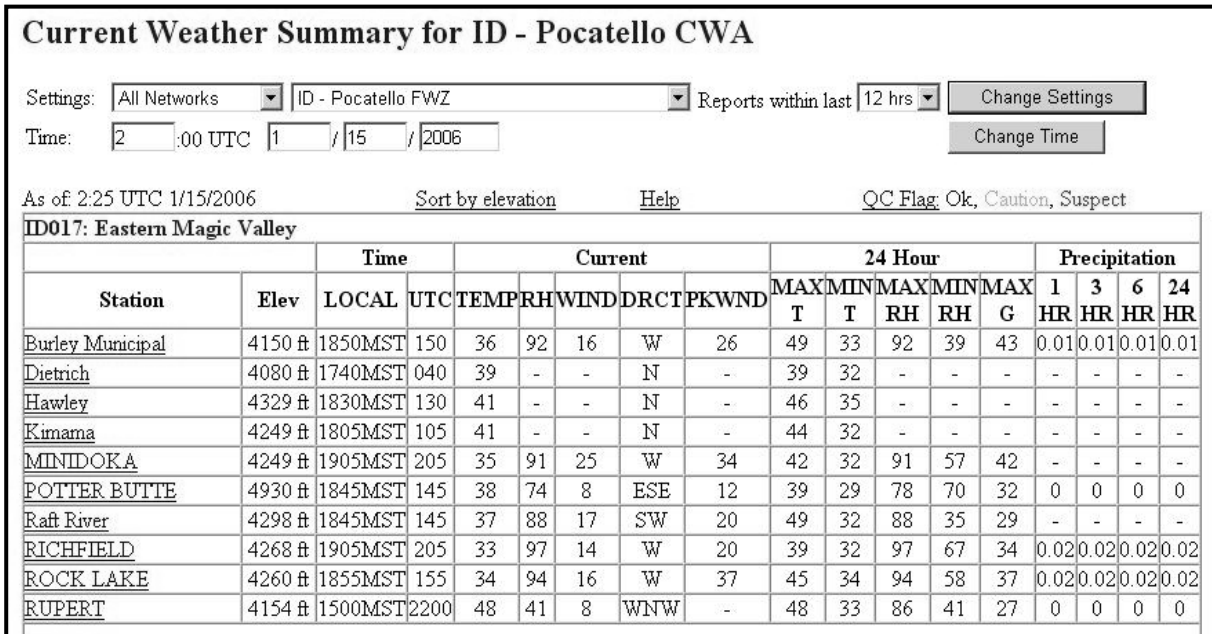 Current Weather Summary for ID - Pocatello CWA
Settings: All Networks ID - Pocatello FWZ Reports within last 12 hrs Change Settings
Time: 2 :00 UTC 1 / 15 / 2006 Change Time
As of: 2:25 UTC 1/15/2006 Sort by elevation Help QC Flag: Ok, Caution, Suspect
ID017: Eastern Magic Valley
Time Current 24 Hour Precipitation
Station Elev LOCAL UTC TEMP RH WIND DRCT PKWND MAX T MIN T MAX RH MIN RH MAX G 1 HR 3 HR 6 HR 24 HR
Burley Municipal 4150 ft 1850MST 150 36 92 16 W 26 49 33 92 39 43 0.01 0.01 0.01 0.01
Dietrich 4080 ft 1740MST 040 39 - - N - 39 32 - - - - - - -
Hawley 4329 ft 1830MST 130 41 - - N - 46 35 - - - - - - -
Kimama 4249 ft 1805MST 105 41 - - N - 44 32 - - - - - - -
MINIDOKA 4249 ft 1905MST 205 35 91 25 W 34 42 32 91 57 42 - - - -
POTTER BUTTE 4930 ft 1845MST 145 38 74 8 ESE 12 39 29 78 70 32 0 0 0 0
Raft River 4298 ft 1845MST 145 37 88 17 SW 20 49 32 88 35 29 - - - -
RICHFIELD 4268 ft 1905MST 205 33 97 14 W 20 39 32 97 67 34 0.02 0.02 0.02 0.02
ROCK LAKE 4260 ft 1855MST 155 34 94 16 W 37 45 34 94 58 37 0.02 0.02 0.02 0.02
RUPERT 4154 ft 1500MST 2200 48 41 8 WNW - 48 33 86 41 27 0 0 0 0